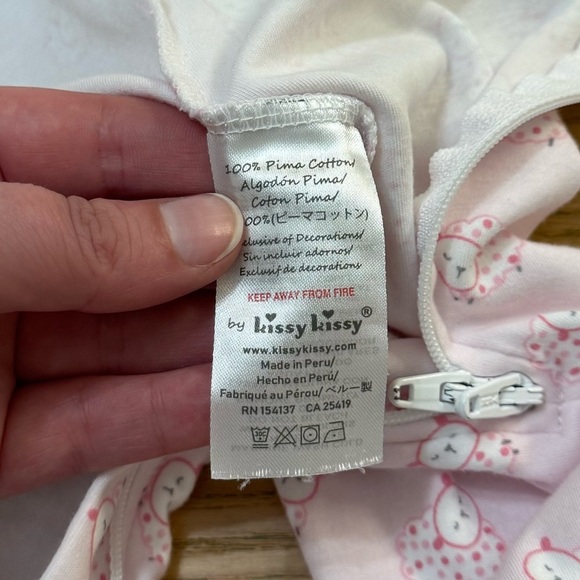 100% Pima Cotton/
Algodón Pima/
Coton Pima/
00%(ピーマコットン)
clusive of Decorations/
Sin incluir adornos/
Exclusif de decorations
KEEP AWAY FROM FIRE
by kissy kissy®
www.kissykissy.com
Made in Peru/
Hecho en Perú/
Fabriqué au Pérou/ペルー製
RN 154137 CA 25419